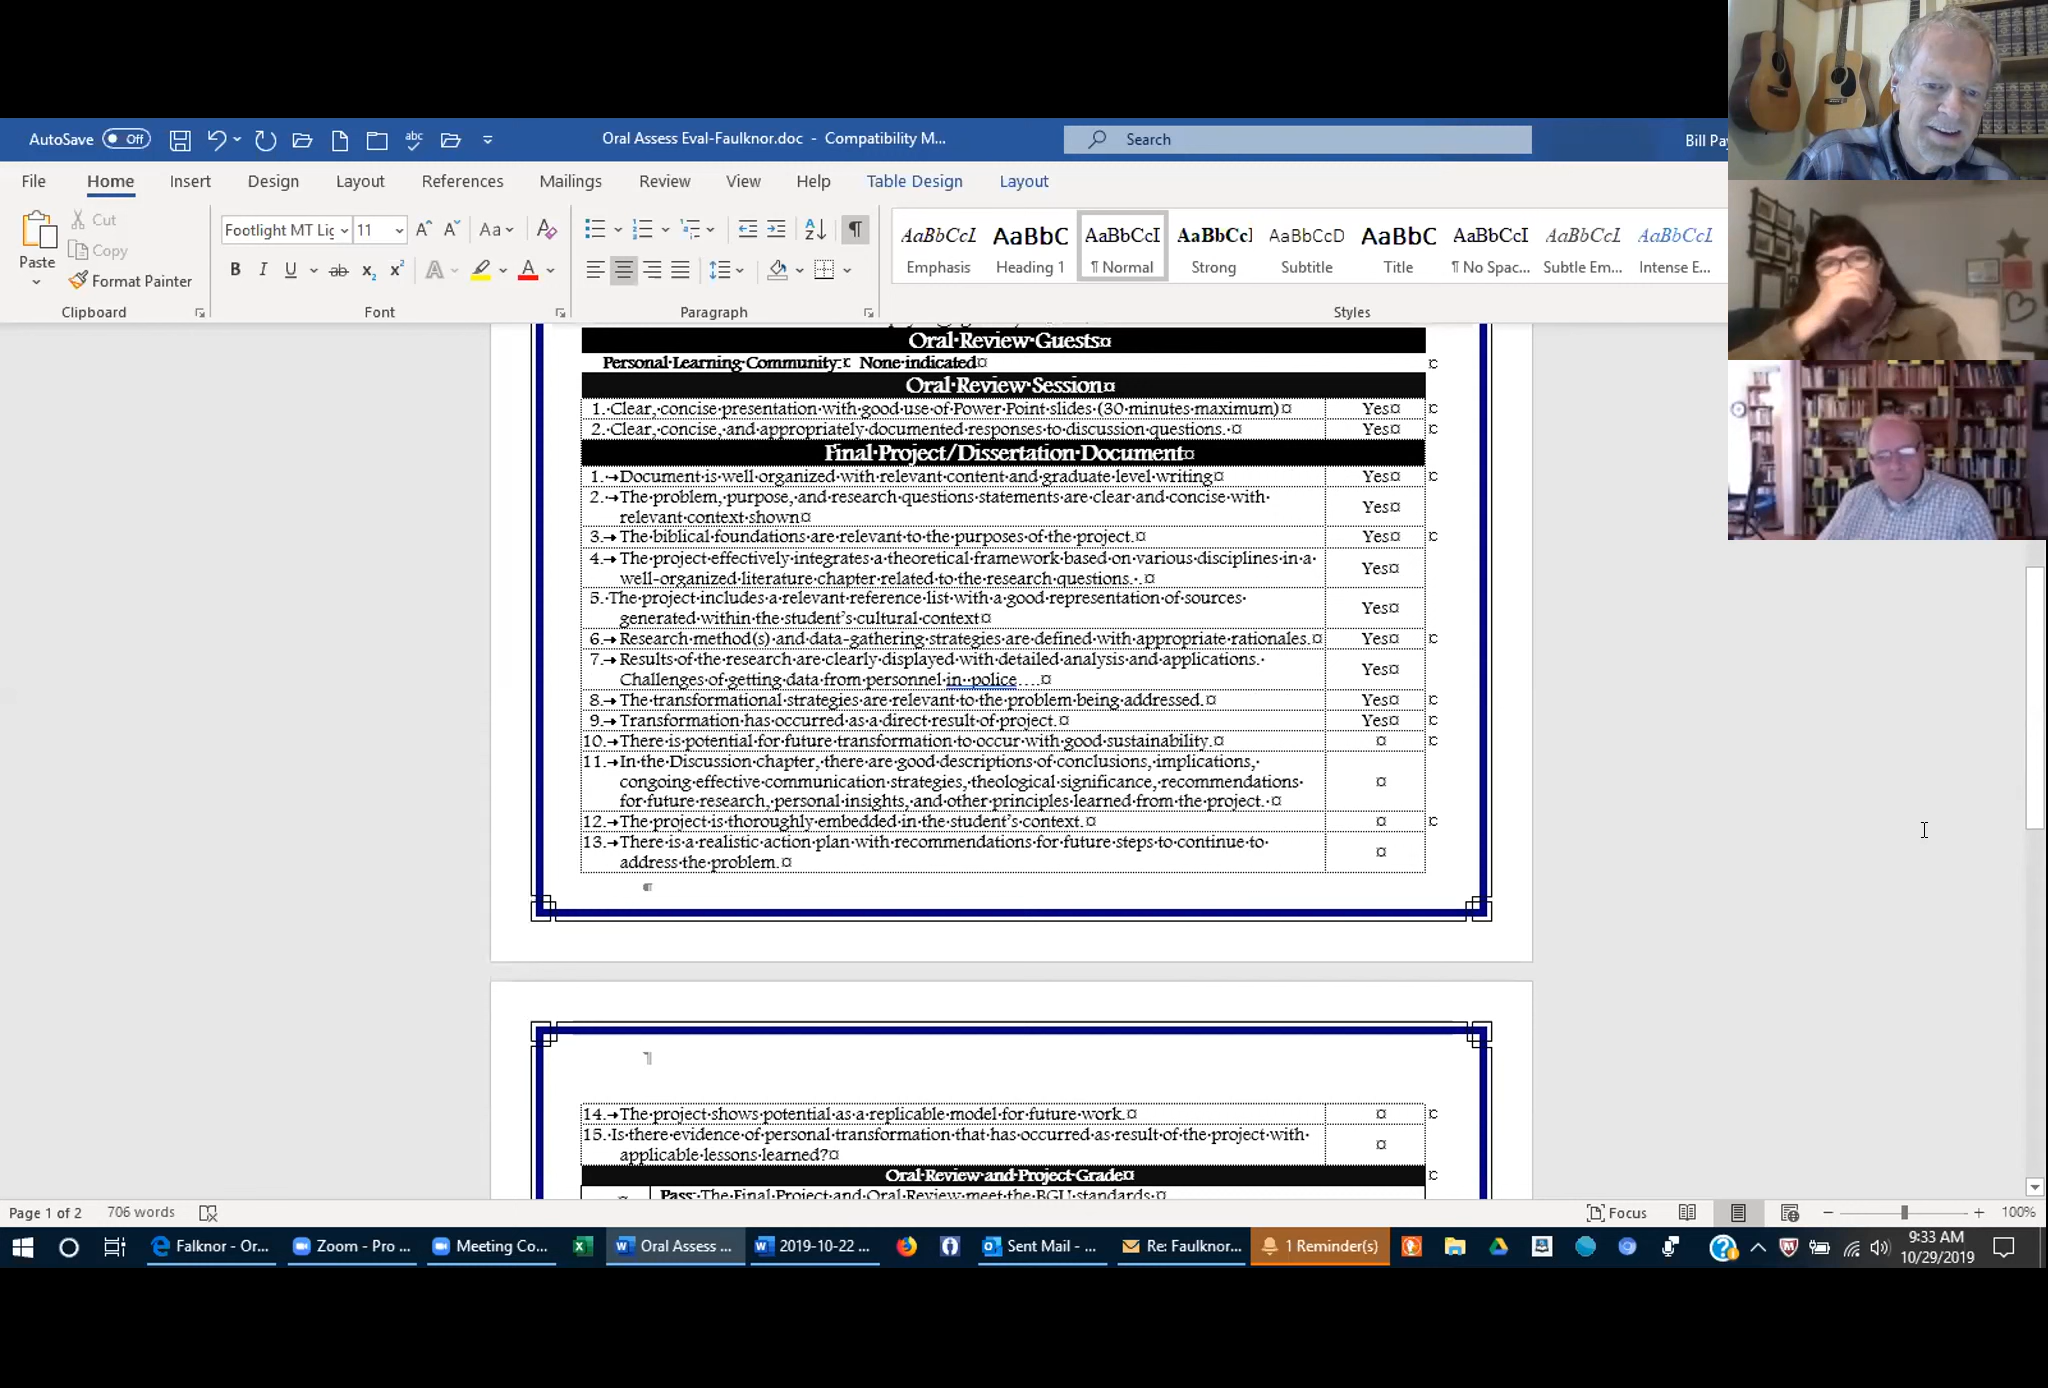 AutoSave Off Oral Assess Eval-Faulknor.doc - Compatibility M... Search Bill Pay
File Home Insert Design Layout References Mailings Review View Help Table Design Layout
Paste Cut Copy Format Painter
Footlight MT Lig 11 Aa
B I U ab x₂ x² A A
AaBbCcI AaBbC AaBbCcI AaBbCcI AaBbCcD AaBbC AaBbCcI AaBbCcI AaBbCcI
Emphasis Heading 1 ¶ Normal Strong Subtitle Title ¶ No Spac... Subtle Em... Intense E...
Clipboard Font Paragraph Styles
Oral Review Guests
Personal Learning Community: None indicated
Oral Review Session
1. Clear, concise presentation with good use of Power Point slides (30 minutes maximum) Yes
2. Clear, concise, and appropriately documented responses to discussion questions. Yes
Final Project/Dissertation Document
1. Document is well organized with relevant content and graduate level writing Yes
2. The problem, purpose, and research questions statements are clear and concise with
relevant context shown Yes
3. The biblical foundations are relevant to the purposes of the project. Yes
4. The project effectively integrates a theoretical framework based on various disciplines in a
well-organized literature chapter related to the research questions. . Yes
5. The project includes a relevant reference list with a good representation of sources
generated within the student's cultural context Yes
6. Research method(s) and data-gathering strategies are defined with appropriate rationales. Yes
7. Results of the research are clearly displayed with detailed analysis and applications.
Challenges of getting data from personnel in police.... Yes
8. The transformational strategies are relevant to the problem being addressed. Yes
9. Transformation has occurred as a direct result of project. Yes
10. There is potential for future transformation to occur with good sustainability.
11. In the Discussion chapter, there are good descriptions of conclusions, implications,
congoing effective communication strategies, theological significance, recommendations
for future research, personal insights, and other principles learned from the project.
12. The project is thoroughly embedded in the student's context.
13. There is a realistic action plan with recommendations for future steps to continue to
address the problem.
14. The project shows potential as a replicable model for future work.
15. Is there evidence of personal transformation that has occurred as result of the project with
applicable lessons learned?
Oral Review and Project Grade
Pass: The Final Project and Oral Review meet the BGU standards
Page 1 of 2 706 words Focus 100%
Falknor - Or... Zoom - Pro ... Meeting Co... Oral Assess ... 2019-10-22 ... Sent Mail - ... Re: Faulknor... 1 Reminder(s) 9:33 AM
10/29/2019